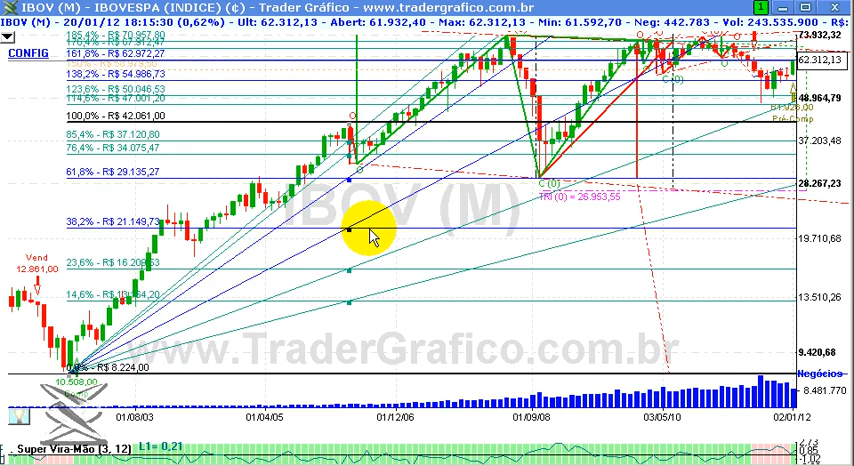 IBOV (M) - IBOVESPA (INDICE) (¢) - Trader Gráfico - www.tradergrafico.com.br
IBOV (M) - 20/01/12 18:15:30 (0,62%) - Ult: 62.312,13 - Abert: 61.932,40 - Max: 62.312,13 - Min: 61.592,70 - Neg: 442.783 - Vol: 243.535.900 - R$:
185,4% - R$ 70.957,80
73.932,32
CONFIG
161,8% - R$ 62.972,27
62.312,13
138,2% - R$ 54.986,73
123,6% - R$ 50.046,53
114,6% - R$ 47.001,20
48.964,79
100,0% - R$ 42.061,00
Pré-Comp
85,4% - R$ 37.120,80
37.203,48
76,4% - R$ 34.075,47
61,8% - R$ 29.135,27
C (0)
28.267,23
TRI (0) = 26.953,55
IBOV (M)
38,2% - R$ 21.149,73
19.710,68
Vend
12.861,00
23,6% - R$ 16.209,53
14,6% - R$ 13.164,20
13.510,26
www.TraderGrafico.com.br
9.420,68
0,0% - R$ 8.224,00
Negócios
10.508,00
8.481.770
01/08/03 01/04/05 01/12/06 01/09/08 03/05/10 02/01/12
. Super Vira-Mão (3, 12) L1= 0,21
2,73
0,85
-1,02